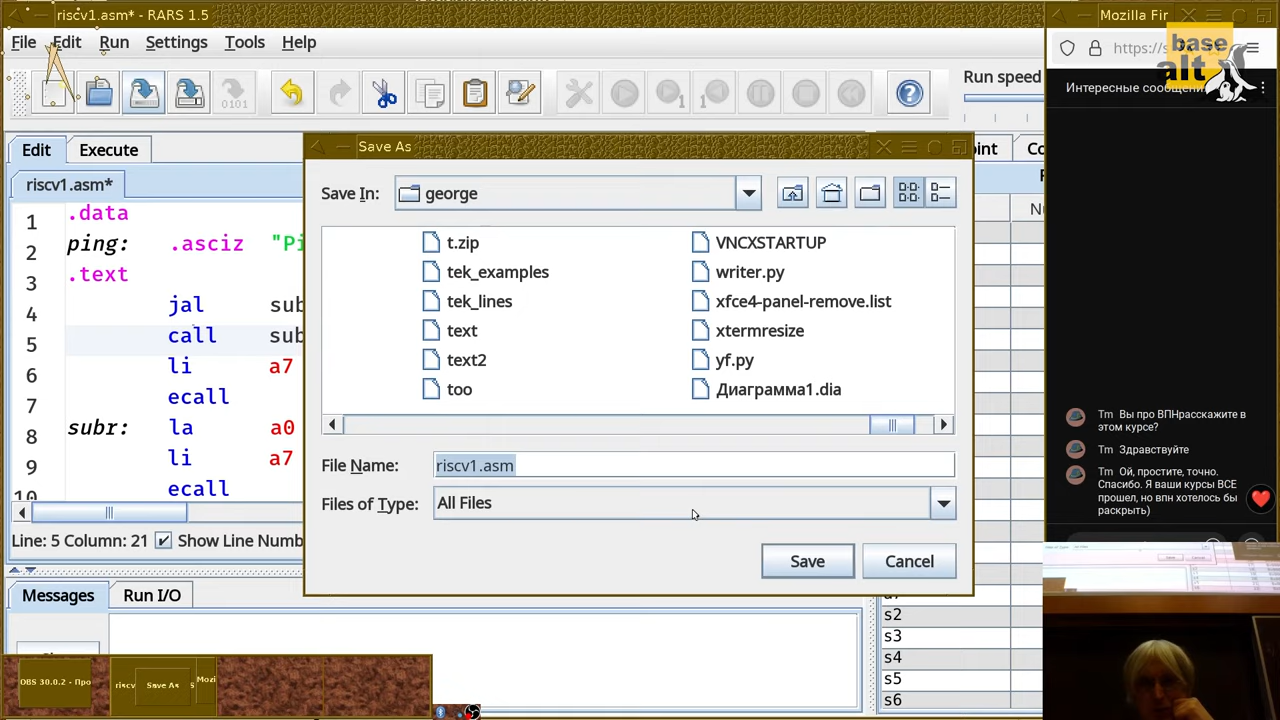 riscv1.asm* - RARS 1.5
File Edit Run Settings Tools Help
Run speed
Edit Execute
riscv1.asm*
1 .data
2 ping: .asciz "Pi
3 .text
4 jal sub
5 call sub
6 li a7
7 ecall
8 subr: la a0
9 li a7
10 ecall
Line: 5 Column: 21 Show Line Numb
Messages Run I/O
Save As
Save In: george
t.zip
tek_examples
tek_lines
text
text2
too
VNCXSTARTUP
writer.py
xfce4-panel-remove.list
xtermresize
yf.py
Диаграмма1.dia
File Name: riscv1.asm
Files of Type: All Files
Save Cancel
oint Co
s2
s3
s4
s5
s6
Mozilla Fir
https://s
base
alt
Интересные сообщени
Tm Вы про ВПНрасскажите в
этом курсе?
Tm Здравствуйте
Tm Ой, простите, точно.
Спасибо. Я ваши курсы ВСЕ
прошел, но впн хотелось бы
раскрыть)
OBS 30.0.2 - Про
riscv
Save As
Mozi